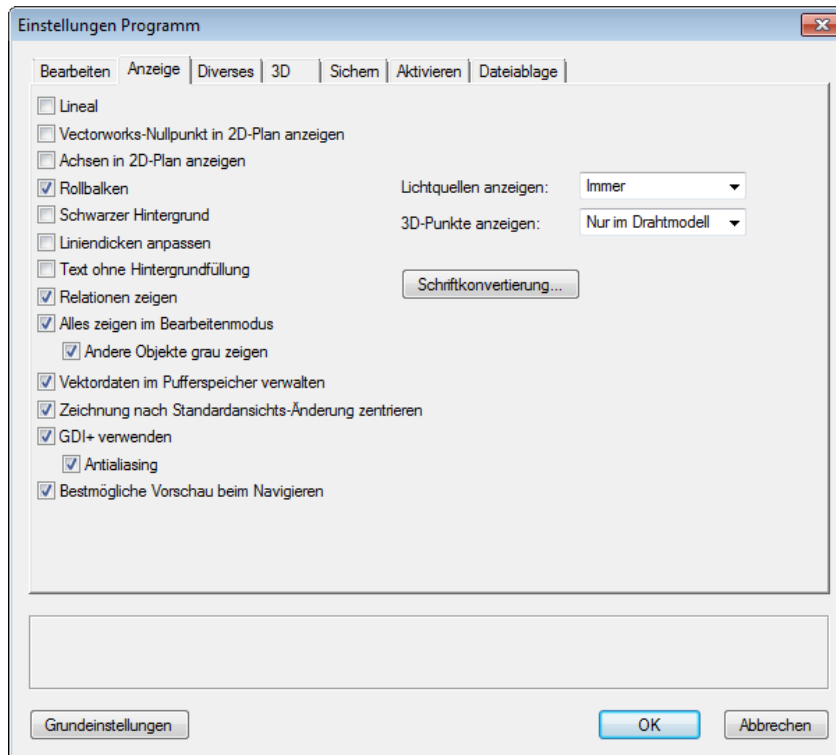 Einstellungen Programm
Bearbeiten Anzeige Diverses 3D Sichern Aktivieren Dateiablage
Lineal
Vectorworks-Nullpunkt in 2D-Plan anzeigen
Achsen in 2D-Plan anzeigen
Rollbalken
Schwarzer Hintergrund
Liniendicken anpassen
Text ohne Hintergrundfüllung
Relationen zeigen
Alles zeigen im Bearbeitenmodus
Andere Objekte grau zeigen
Vektordaten im Pufferspeicher verwalten
Zeichnung nach Standardansichts-Änderung zentrieren
GDI+ verwenden
Antialiasing
Bestmögliche Vorschau beim Navigieren
Lichtquellen anzeigen: Immer
3D-Punkte anzeigen: Nur im Drahtmodell
Schriftkonvertierung...
Grundeinstellungen OK Abbrechen